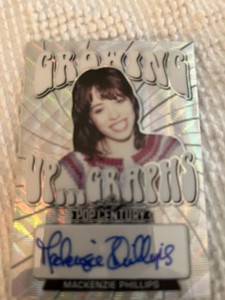 GROWING
UP...GRAPHS
POP CENTURY
Mackenzie Phillips
MACKENZIE PHILLIPS